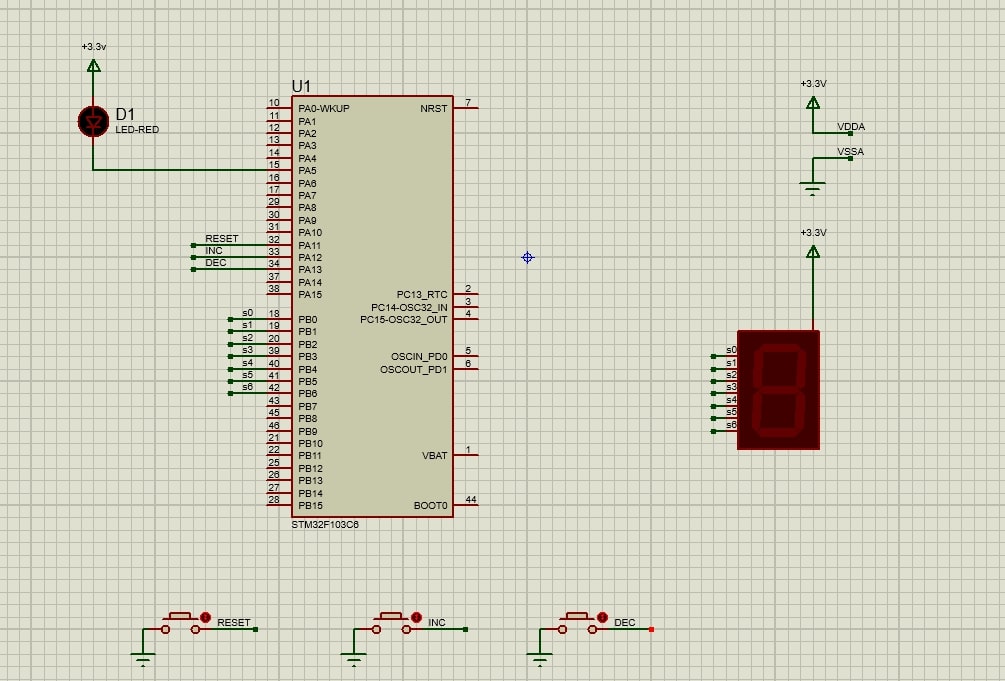 +3.3v
D1
LED-RED
U1
10 PA0-WKUP
11 PA1
12 PA2
13 PA3
14 PA4
15 PA5
16 PA6
17 PA7
29 PA8
30 PA9
31 PA10
RESET 32 PA11
INC 33 PA12
DEC 34 PA13
37 PA14
38 PA15
s0 18 PB0
s1 19 PB1
s2 20 PB2
s3 39 PB3
s4 40 PB4
s5 41 PB5
s6 42 PB6
43 PB7
45 PB8
46 PB9
21 PB10
22 PB11
25 PB12
26 PB13
27 PB14
28 PB15
NRST 7
PC13_RTC 2
PC14-OSC32_IN 3
PC15-OSC32_OUT 4
OSCIN_PD0 5
OSCOUT_PD1 6
VBAT 1
BOOT0 44
STM32F103C6
+3.3V
VDDA
VSSA
+3.3V
s0
s1
s2
s3
s4
s5
s6
RESET
INC
DEC